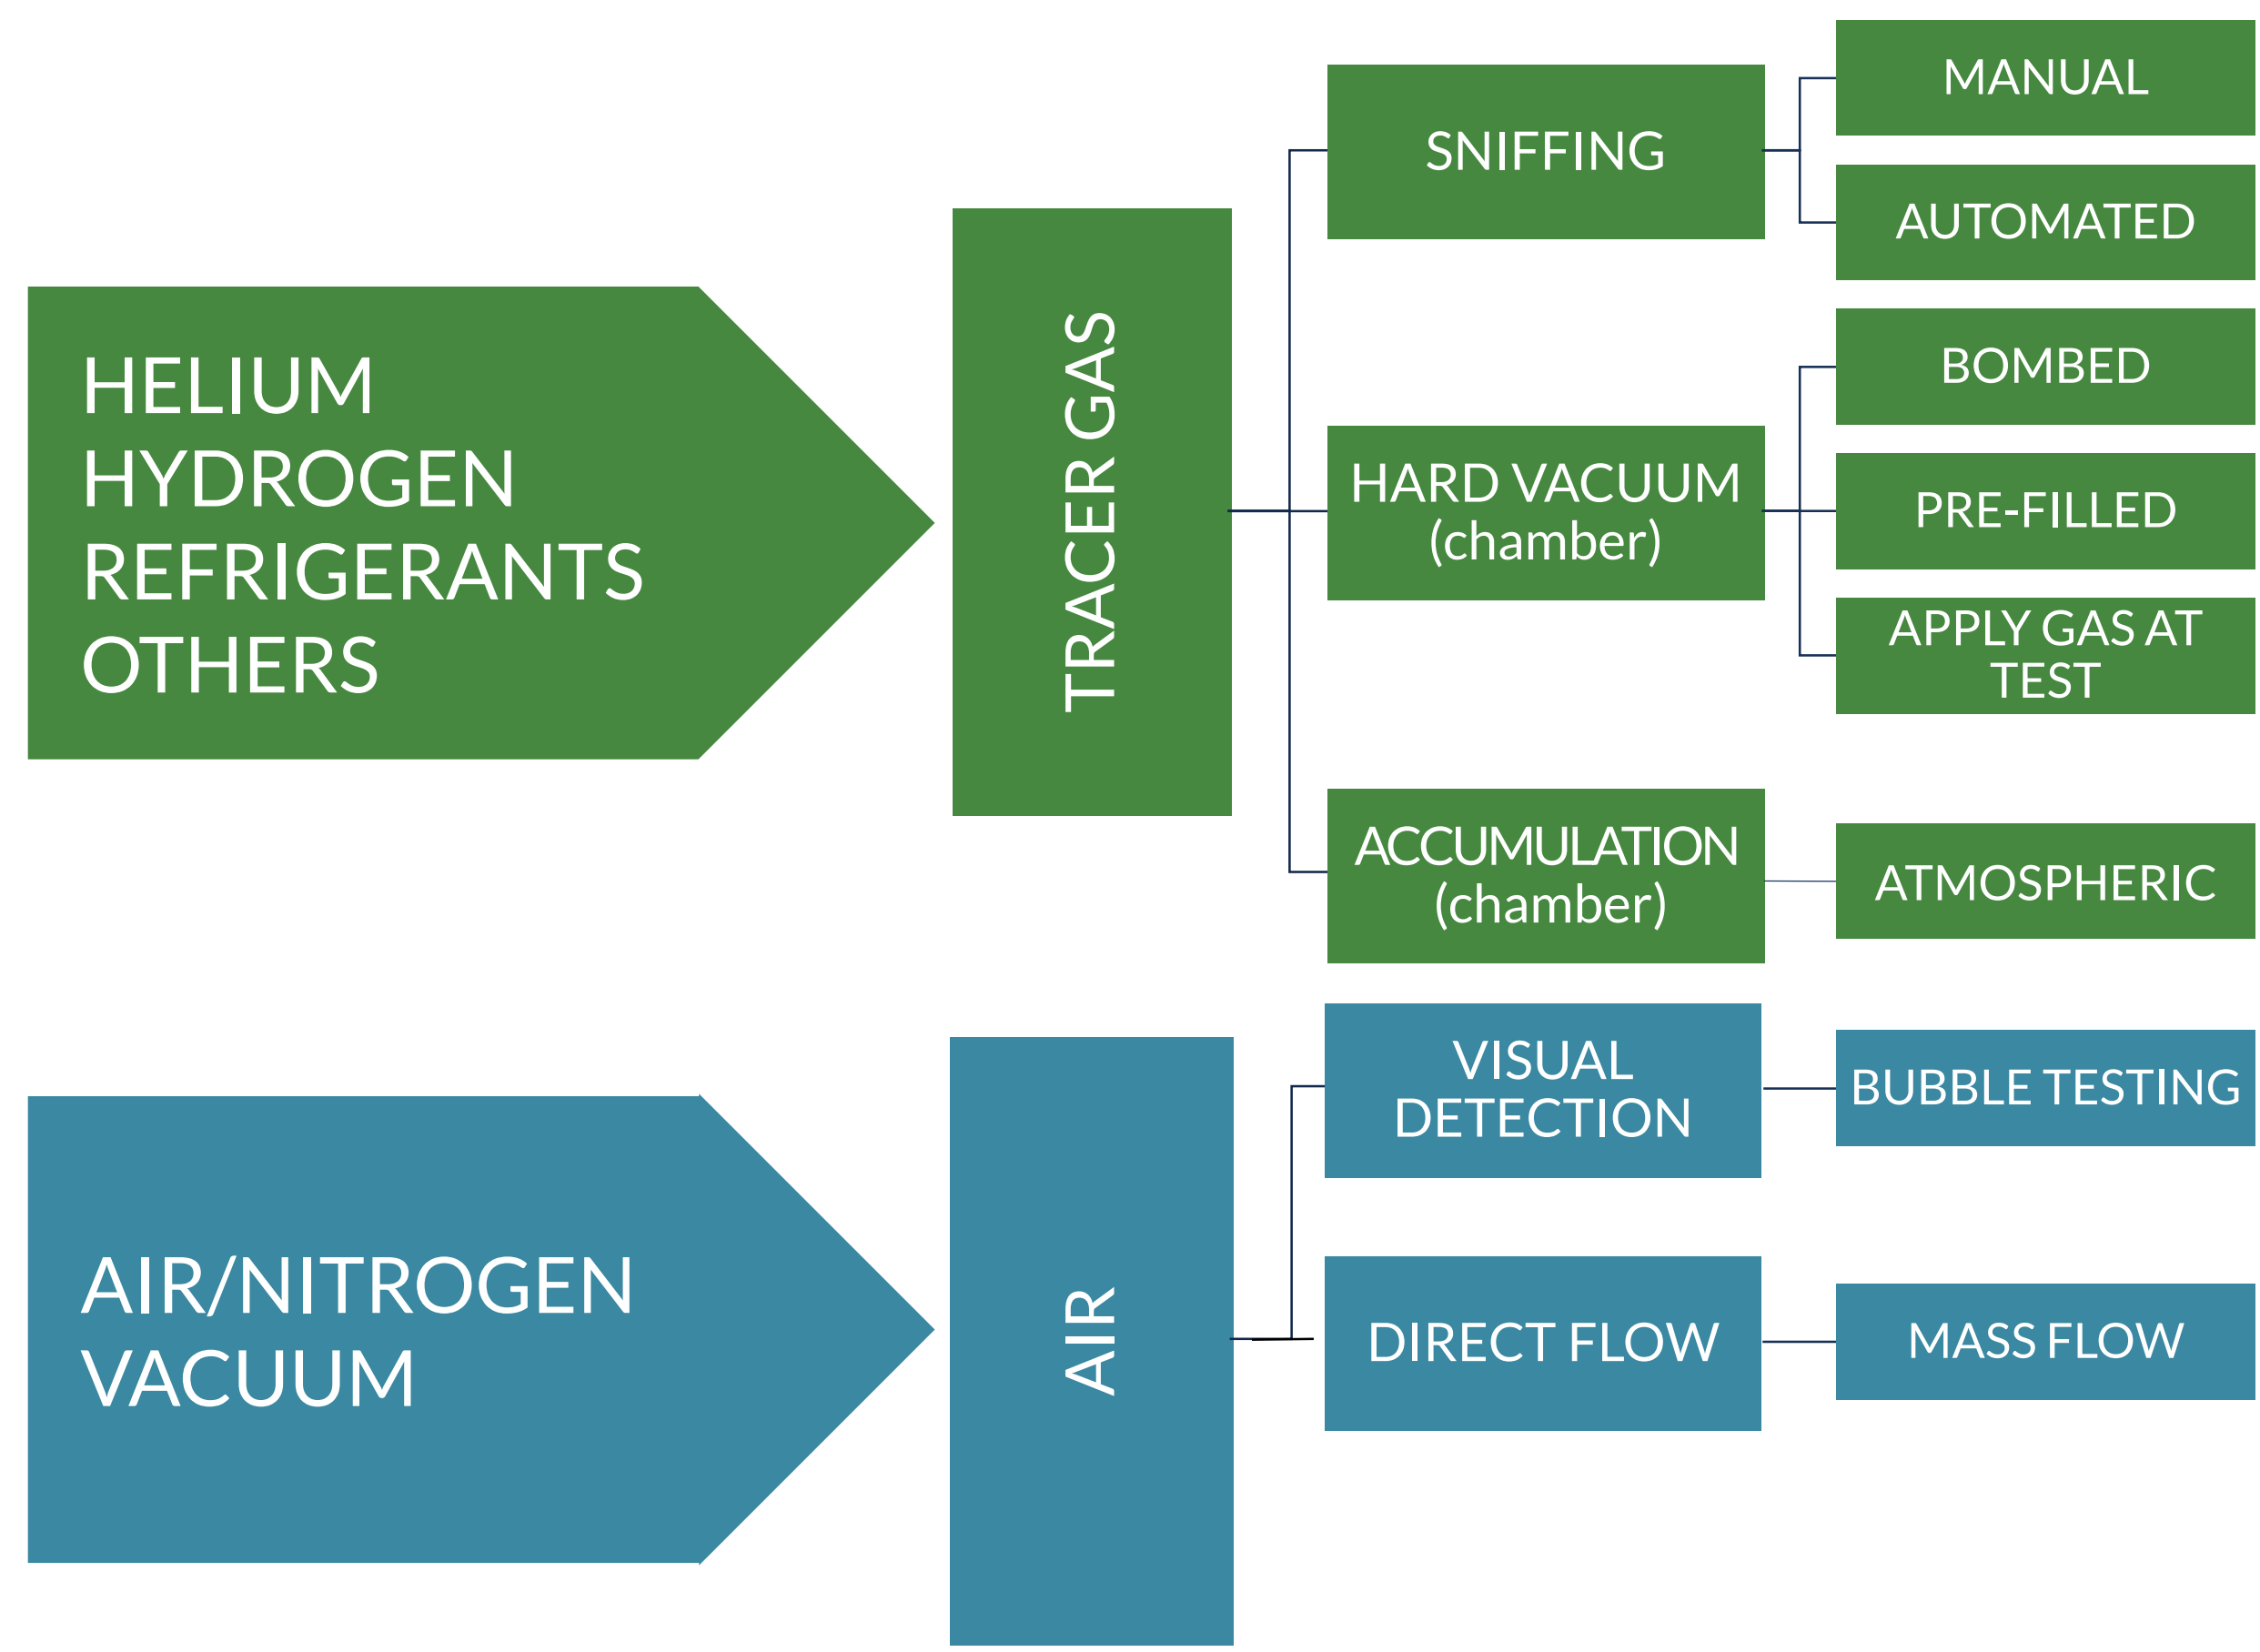 HELIUM
HYDROGEN
REFRIGERANTS
OTHERS
TRACER GAS
SNIFFING
MANUAL
AUTOMATED
HARD VACUUM
(chamber)
BOMBED
PRE-FILLED
APPLY GAS AT
TEST
ACCUMULATION
(chamber)
ATMOSPHERIC
AIR/NITROGEN
VACUUM
AIR
VISUAL
DETECTION
BUBBLE TESTING
DIRECT FLOW
MASS FLOW